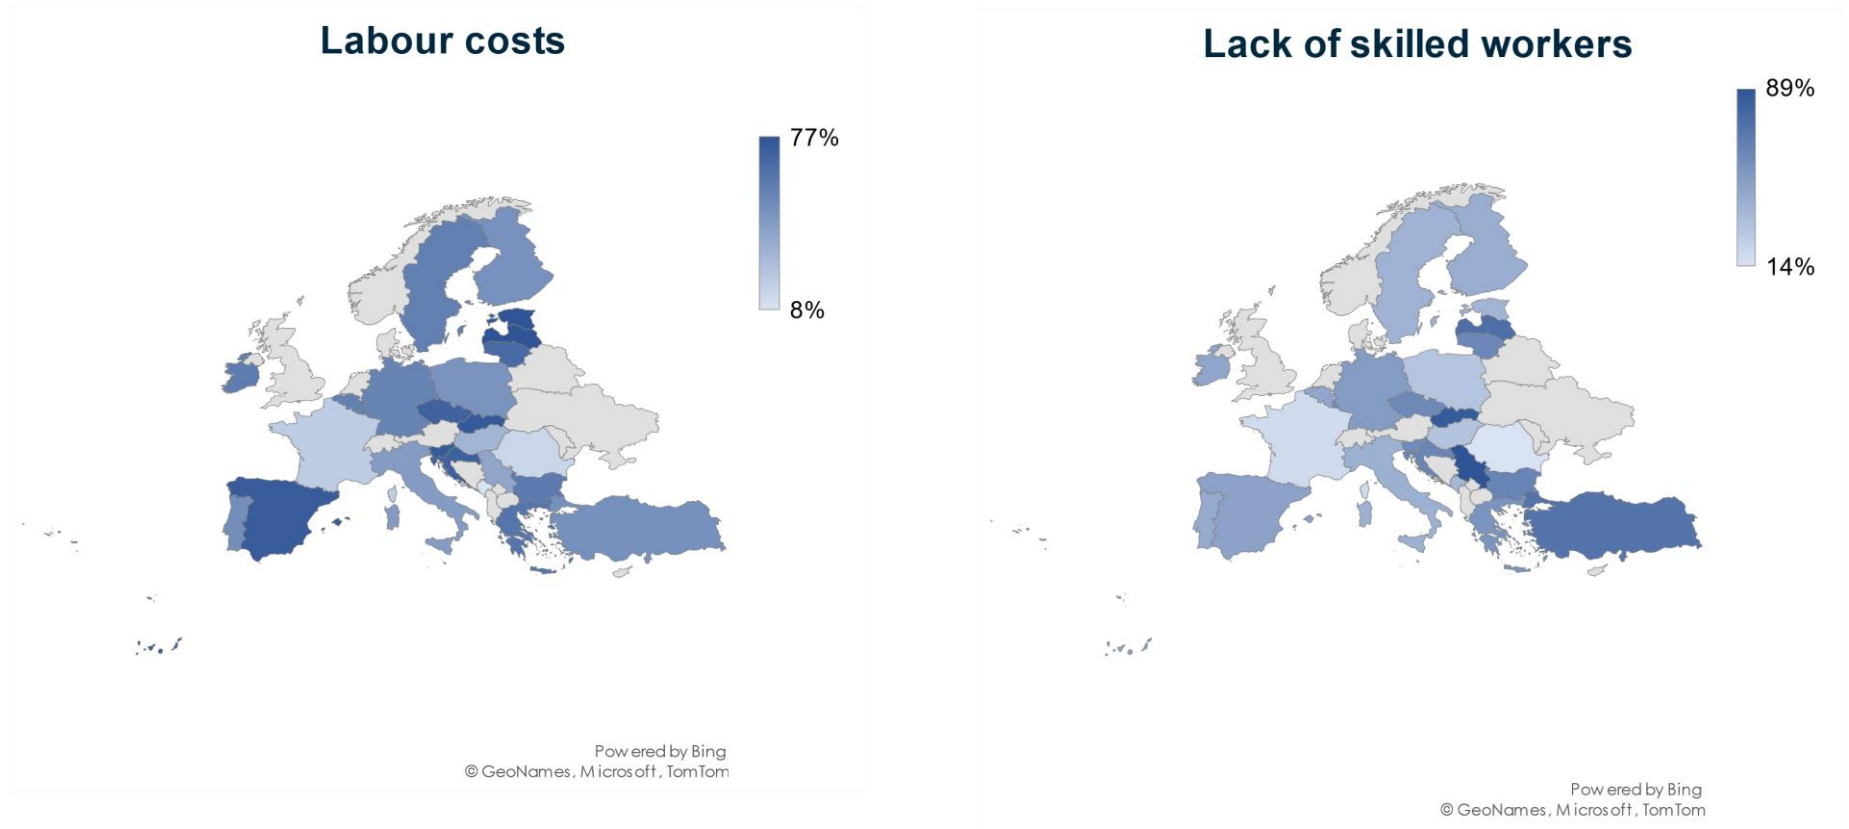 Labour costs
77%
8%
Powered by Bing
© GeoNames, Microsoft, TomTom
Lack of skilled workers
89%
14%
Powered by Bing
© GeoNames, Microsoft, TomTom